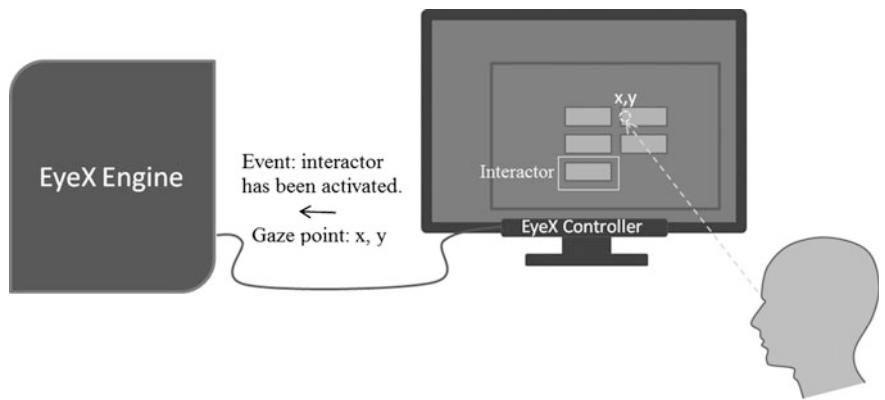 EyeX Engine
Event: interactor
has been activated.
Gaze point: x, y
x,y
Interactor
EyeX Controller